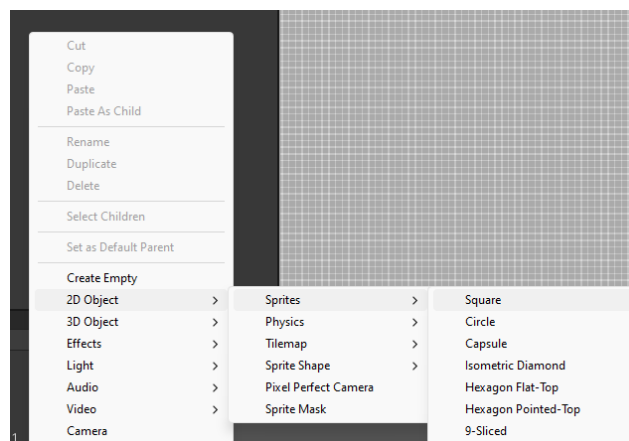 Cut
Copy
Paste
Paste As Child
Rename
Duplicate
Delete
Select Children
Set as Default Parent
Create Empty
2D Object
3D Object
Effects
Light
Audio
Video
Camera
Sprites
Physics
Tilemap
Sprite Shape
Pixel Perfect Camera
Sprite Mask
Square
Circle
Capsule
Isometric Diamond
Hexagon Flat-Top
Hexagon Pointed-Top
9-Sliced
1